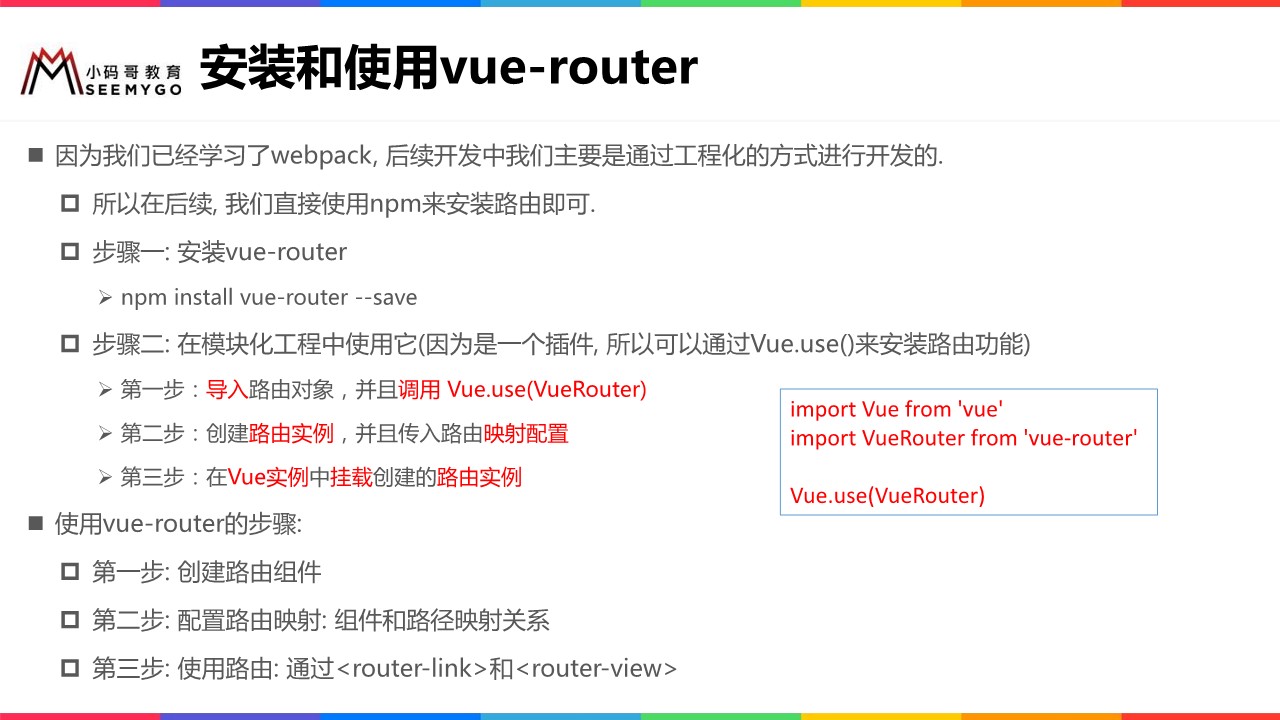 小码哥教育
SEEMYGO
安装和使用vue-router
因为我们已经学习了webpack, 后续开发中我们主要是通过工程化的方式进行开发的.
所以在后续, 我们直接使用npm来安装路由即可.
步骤一: 安装vue-router
npm install vue-router --save
步骤二: 在模块化工程中使用它(因为是一个插件, 所以可以通过Vue.use()来安装路由功能)
第一步：导入路由对象，并且调用 Vue.use(VueRouter)
第二步：创建路由实例，并且传入路由映射配置
第三步：在Vue实例中挂载创建的路由实例
import Vue from 'vue'
import VueRouter from 'vue-router'
Vue.use(VueRouter)
使用vue-router的步骤:
第一步: 创建路由组件
第二步: 配置路由映射: 组件和路径映射关系
第三步: 使用路由: 通过<router-link>和<router-view>